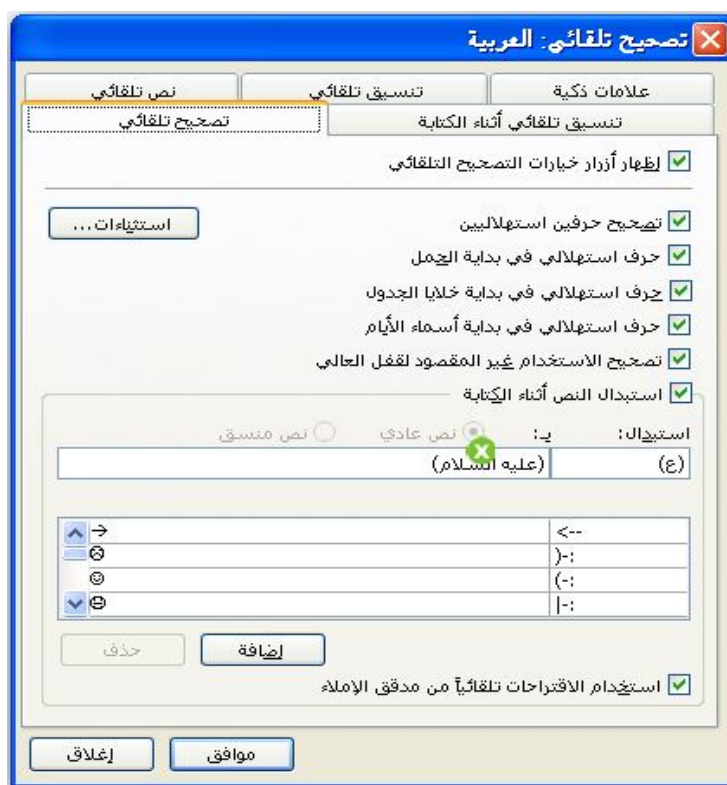 تصحيح تلقائي: العربية
علامات ذكية
تنسيق تلقائي
نص تلقائي
تنسيق تلقائي أثناء الكتابة
تصحيح تلقائي
إظهار أزرار خيارات التصحيح التلقائي
تصحيح حرفين استهلاليين
استثناءات...
حرف استهلالي في بداية الجمل
حرف استهلالي في بداية خلايا الجدول
حرف استهلالي في بداية أسماء الأيام
تصحيح الاستخدام غير المقصود لقفل العالي
استبدال النص أثناء الكتابة
استبدال:
بـ:
نص عادي
نص منسق
(ع)
(عليه السلام)
<-- →
:-( ☹
:-) ☺
:-| 😐
إضافة
حذف
استخدام الاقتراحات تلقائياً من مدقق الإملاء
موافق
إغلاق